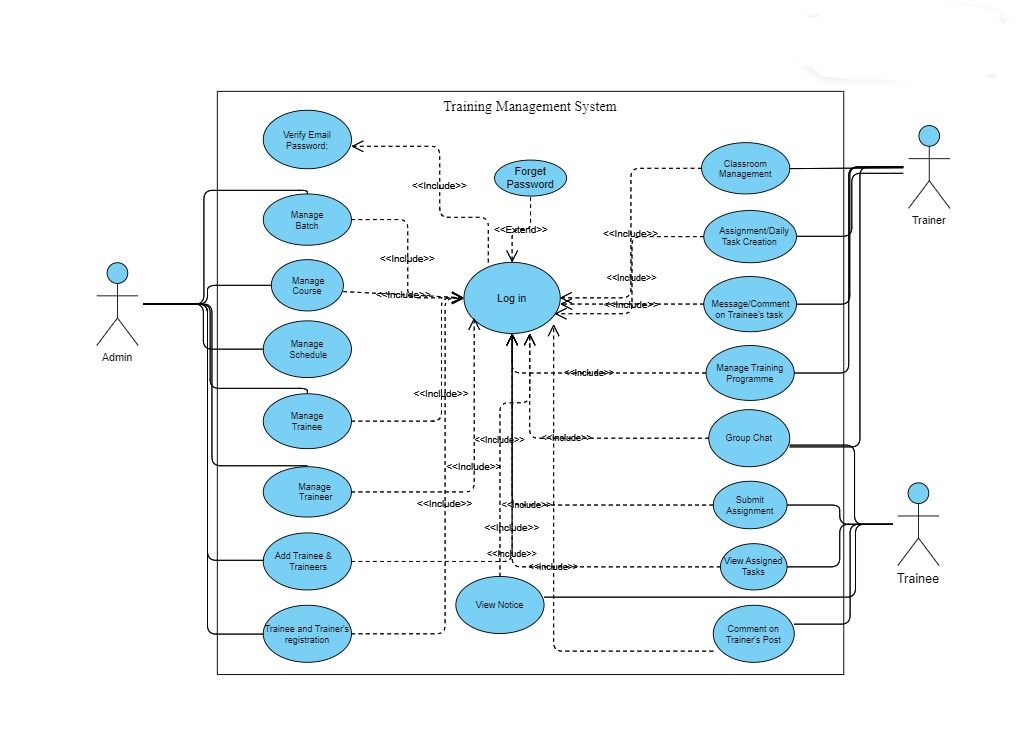 Training Management System
Verify Email
Password;
Forget
Password
Classroom
Management
<<Include>>
Manage
Batch
Trainer
<<Extend>>
<<Include>>
Assignment/Daily
Task Creation
<<Include>>
Manage
Course
<<Include>>
<<Include>>
Log in
<<Include>>
Message/Comment
on Trainee's task
Admin
Manage
Schedule
<<Include>>
Manage Training
Programme
<<Include>>
Manage
Trainee
<<Include>>
<<Include>>
Group Chat
<<Include>>
Manage
Traineer
<<Include>>
<<Include>>
Submit
Assignment
<<Include>>
<<Include>>
Add Trainee &
Traineers
<<Include>>
View Assigned
Tasks
Trainee
View Notice
Trainee and Trainer's
registration
Comment on
Trainer's Post